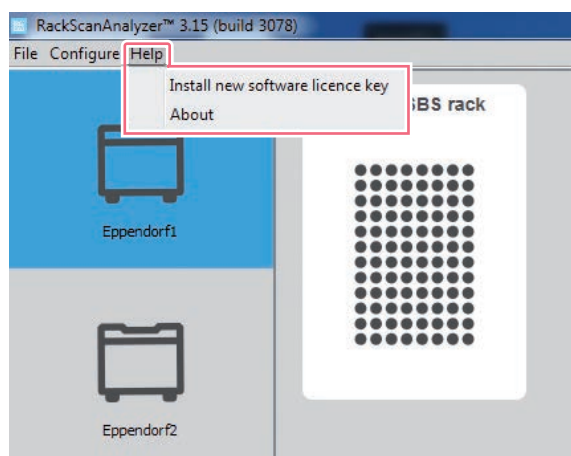 RackScanAnalyzer™ 3.15 (build 3078)
File Configure Help
Install new software licence key
About
SBS rack
Eppendorf1
Eppendorf2